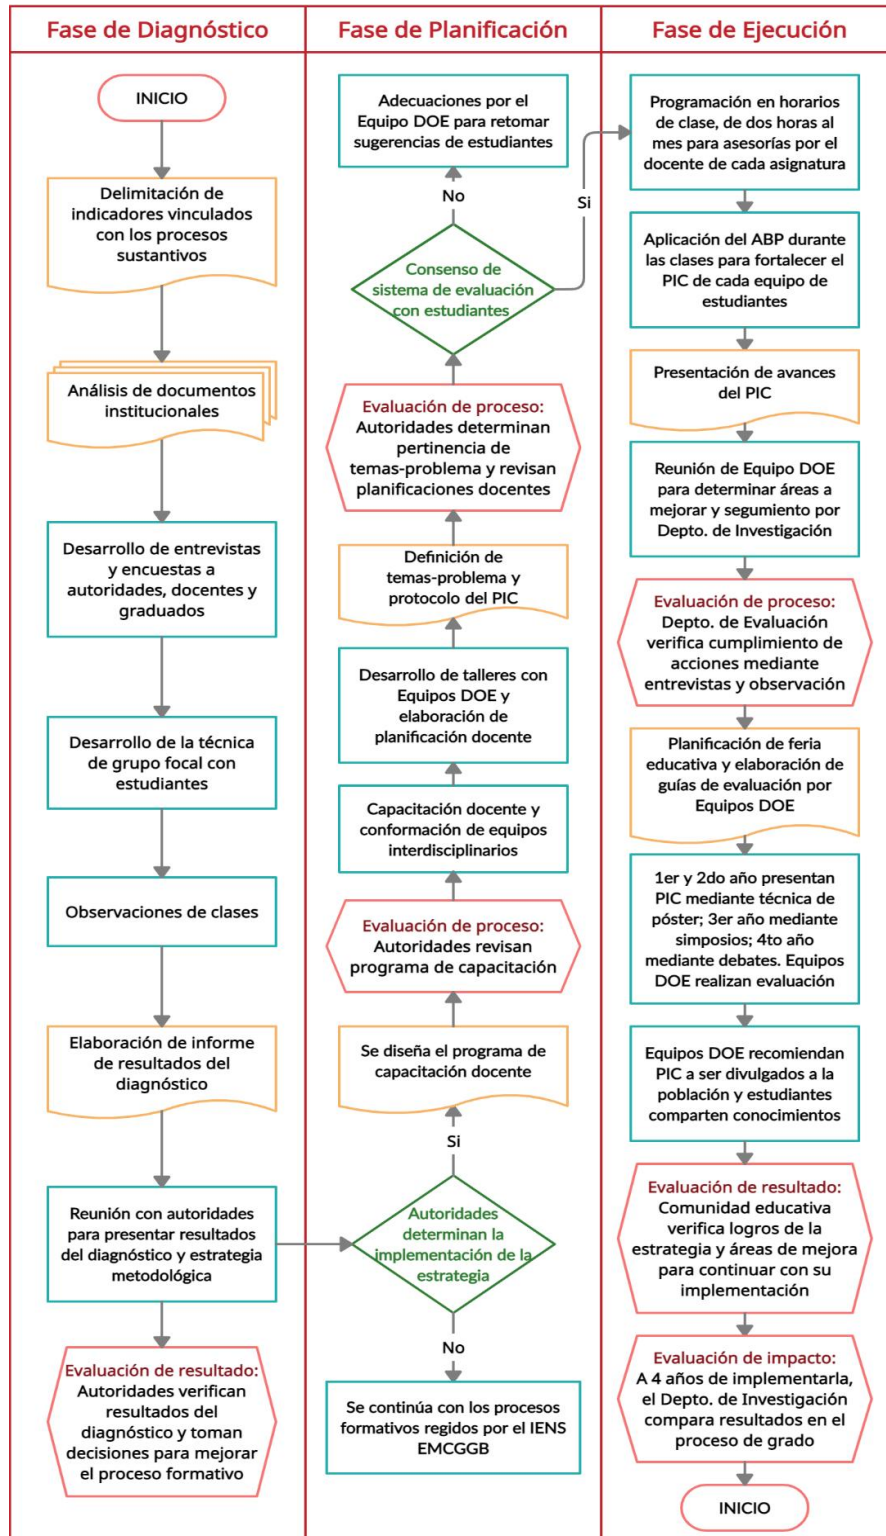 Fase de Diagnóstico
INICIO
Delimitación de
indicadores vinculados
con los procesos
sustantivos
Análisis de documentos
institucionales
Desarrollo de entrevistas
y encuestas a
autoridades, docentes y
graduados
Desarrollo de la técnica
de grupo focal con
estudiantes
Observaciones de clases
Elaboración de informe
de resultados del
diagnóstico
Reunión con autoridades
para presentar resultados
del diagnóstico y estrategia
metodológica
Evaluación de resultado:
Autoridades verifican
resultados del
diagnóstico y toman
decisiones para mejorar
el proceso formativo
Fase de Planificación
Adecuaciones por el
Equipo DOE para retomar
sugerencias de estudiantes
No
Si
Consenso de
sistema de evaluación
con estudiantes
Evaluación de proceso:
Autoridades determinan
pertinencia de
temas-problema y revisan
planificaciones docentes
Definición de
temas-problema y
protocolo del PIC
Desarrollo de talleres con
Equipos DOE y
elaboración de
planificación docente
Capacitación docente y
conformación de equipos
interdisciplinarios
Evaluación de proceso:
Autoridades revisan
programa de capacitación
Se diseña el programa de
capacitación docente
Si
Autoridades
determinan la
implementación de la
estrategia
No
Se continúa con los procesos
formativos regidos por el IENS
EMCGGB
Fase de Ejecución
Programación en horarios
de clase, de dos horas al
mes para asesorías por el
docente de cada asignatura
Aplicación del ABP durante
las clases para fortalecer el
PIC de cada equipo de
estudiantes
Presentación de avances
del PIC
Reunión de Equipo DOE
para determinar áreas a
mejorar y segumiento por
Depto. de Investigación
Evaluación de proceso:
Depto. de Evaluación
verifica cumplimiento de
acciones mediante
entrevistas y observación
Planificación de feria
educativa y elaboración de
guías de evaluación por
Equipos DOE
1er y 2do año presentan
PIC mediante técnica de
póster; 3er año mediante
simposios; 4to año
mediante debates. Equipos
DOE realizan evaluación
Equipos DOE recomiendan
PIC a ser divulgados a la
población y estudiantes
comparten conocimientos
Evaluación de resultado:
Comunidad educativa
verifica logros de la
estrategia y áreas de mejora
para continuar con su
implementación
Evaluación de impacto:
A 4 años de implementarla,
el Depto. de Investigación
compara resultados en el
proceso de grado
INICIO